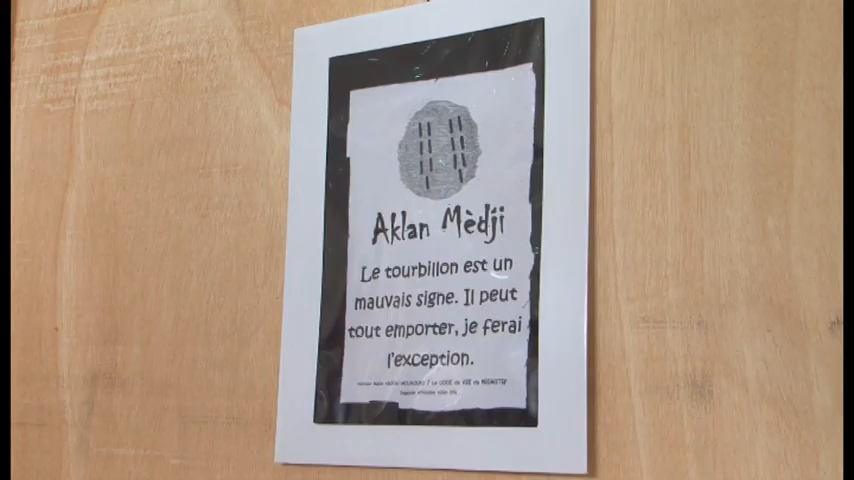 Aklan Mèdji
Le tourbillon est un
mauvais signe. Il peut
tout emporter, je ferai
l'exception.